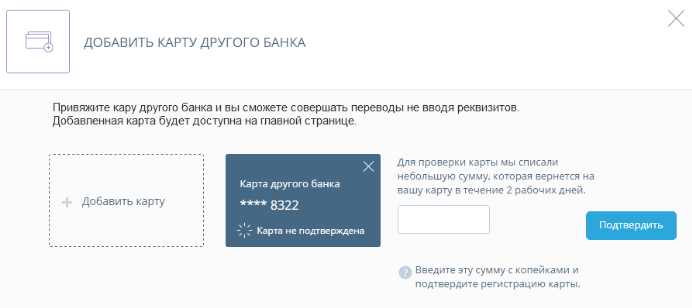 ДОБАВИТЬ КАРТУ ДРУГОГО БАНКА
Привяжите кару другого банка и вы сможете совершать переводы не вводя реквизитов.
Добавленная карта будет доступна на главной странице.
+ Добавить карту
Карта другого банка
**** 8322
Карта не подтверждена
Для проверки карты мы списали
небольшую сумму, которая вернется на
вашу карту в течение 2 рабочих дней.
Подтвердить
? Введите эту сумму с копейками и
подтвердите регистрацию карты.